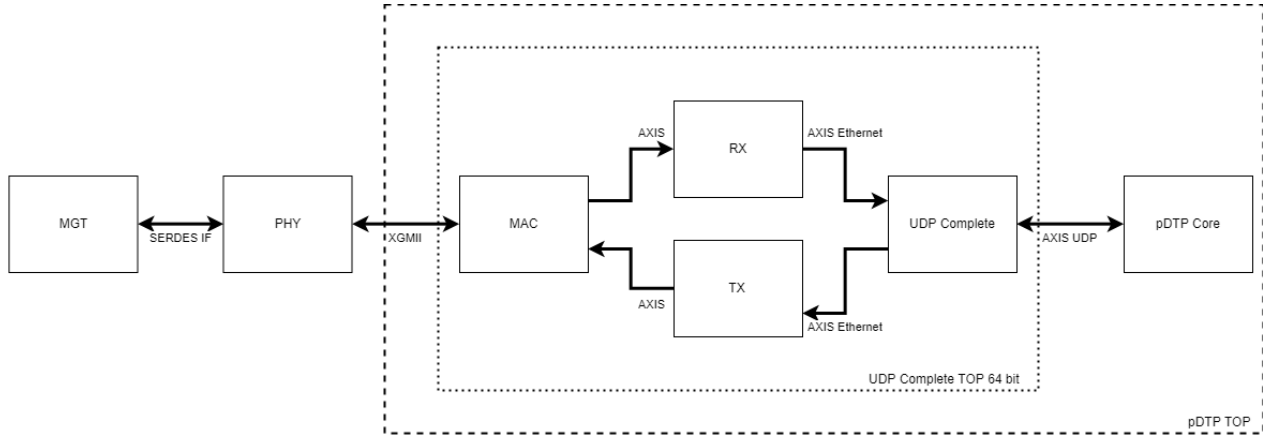 AXIS
RX
AXIS Ethernet
MGT
SERDES IF
PHY
XGMII
MAC
UDP Complete
AXIS UDP
pDTP Core
AXIS
TX
AXIS Ethernet
UDP Complete TOP 64 bit
pDTP TOP